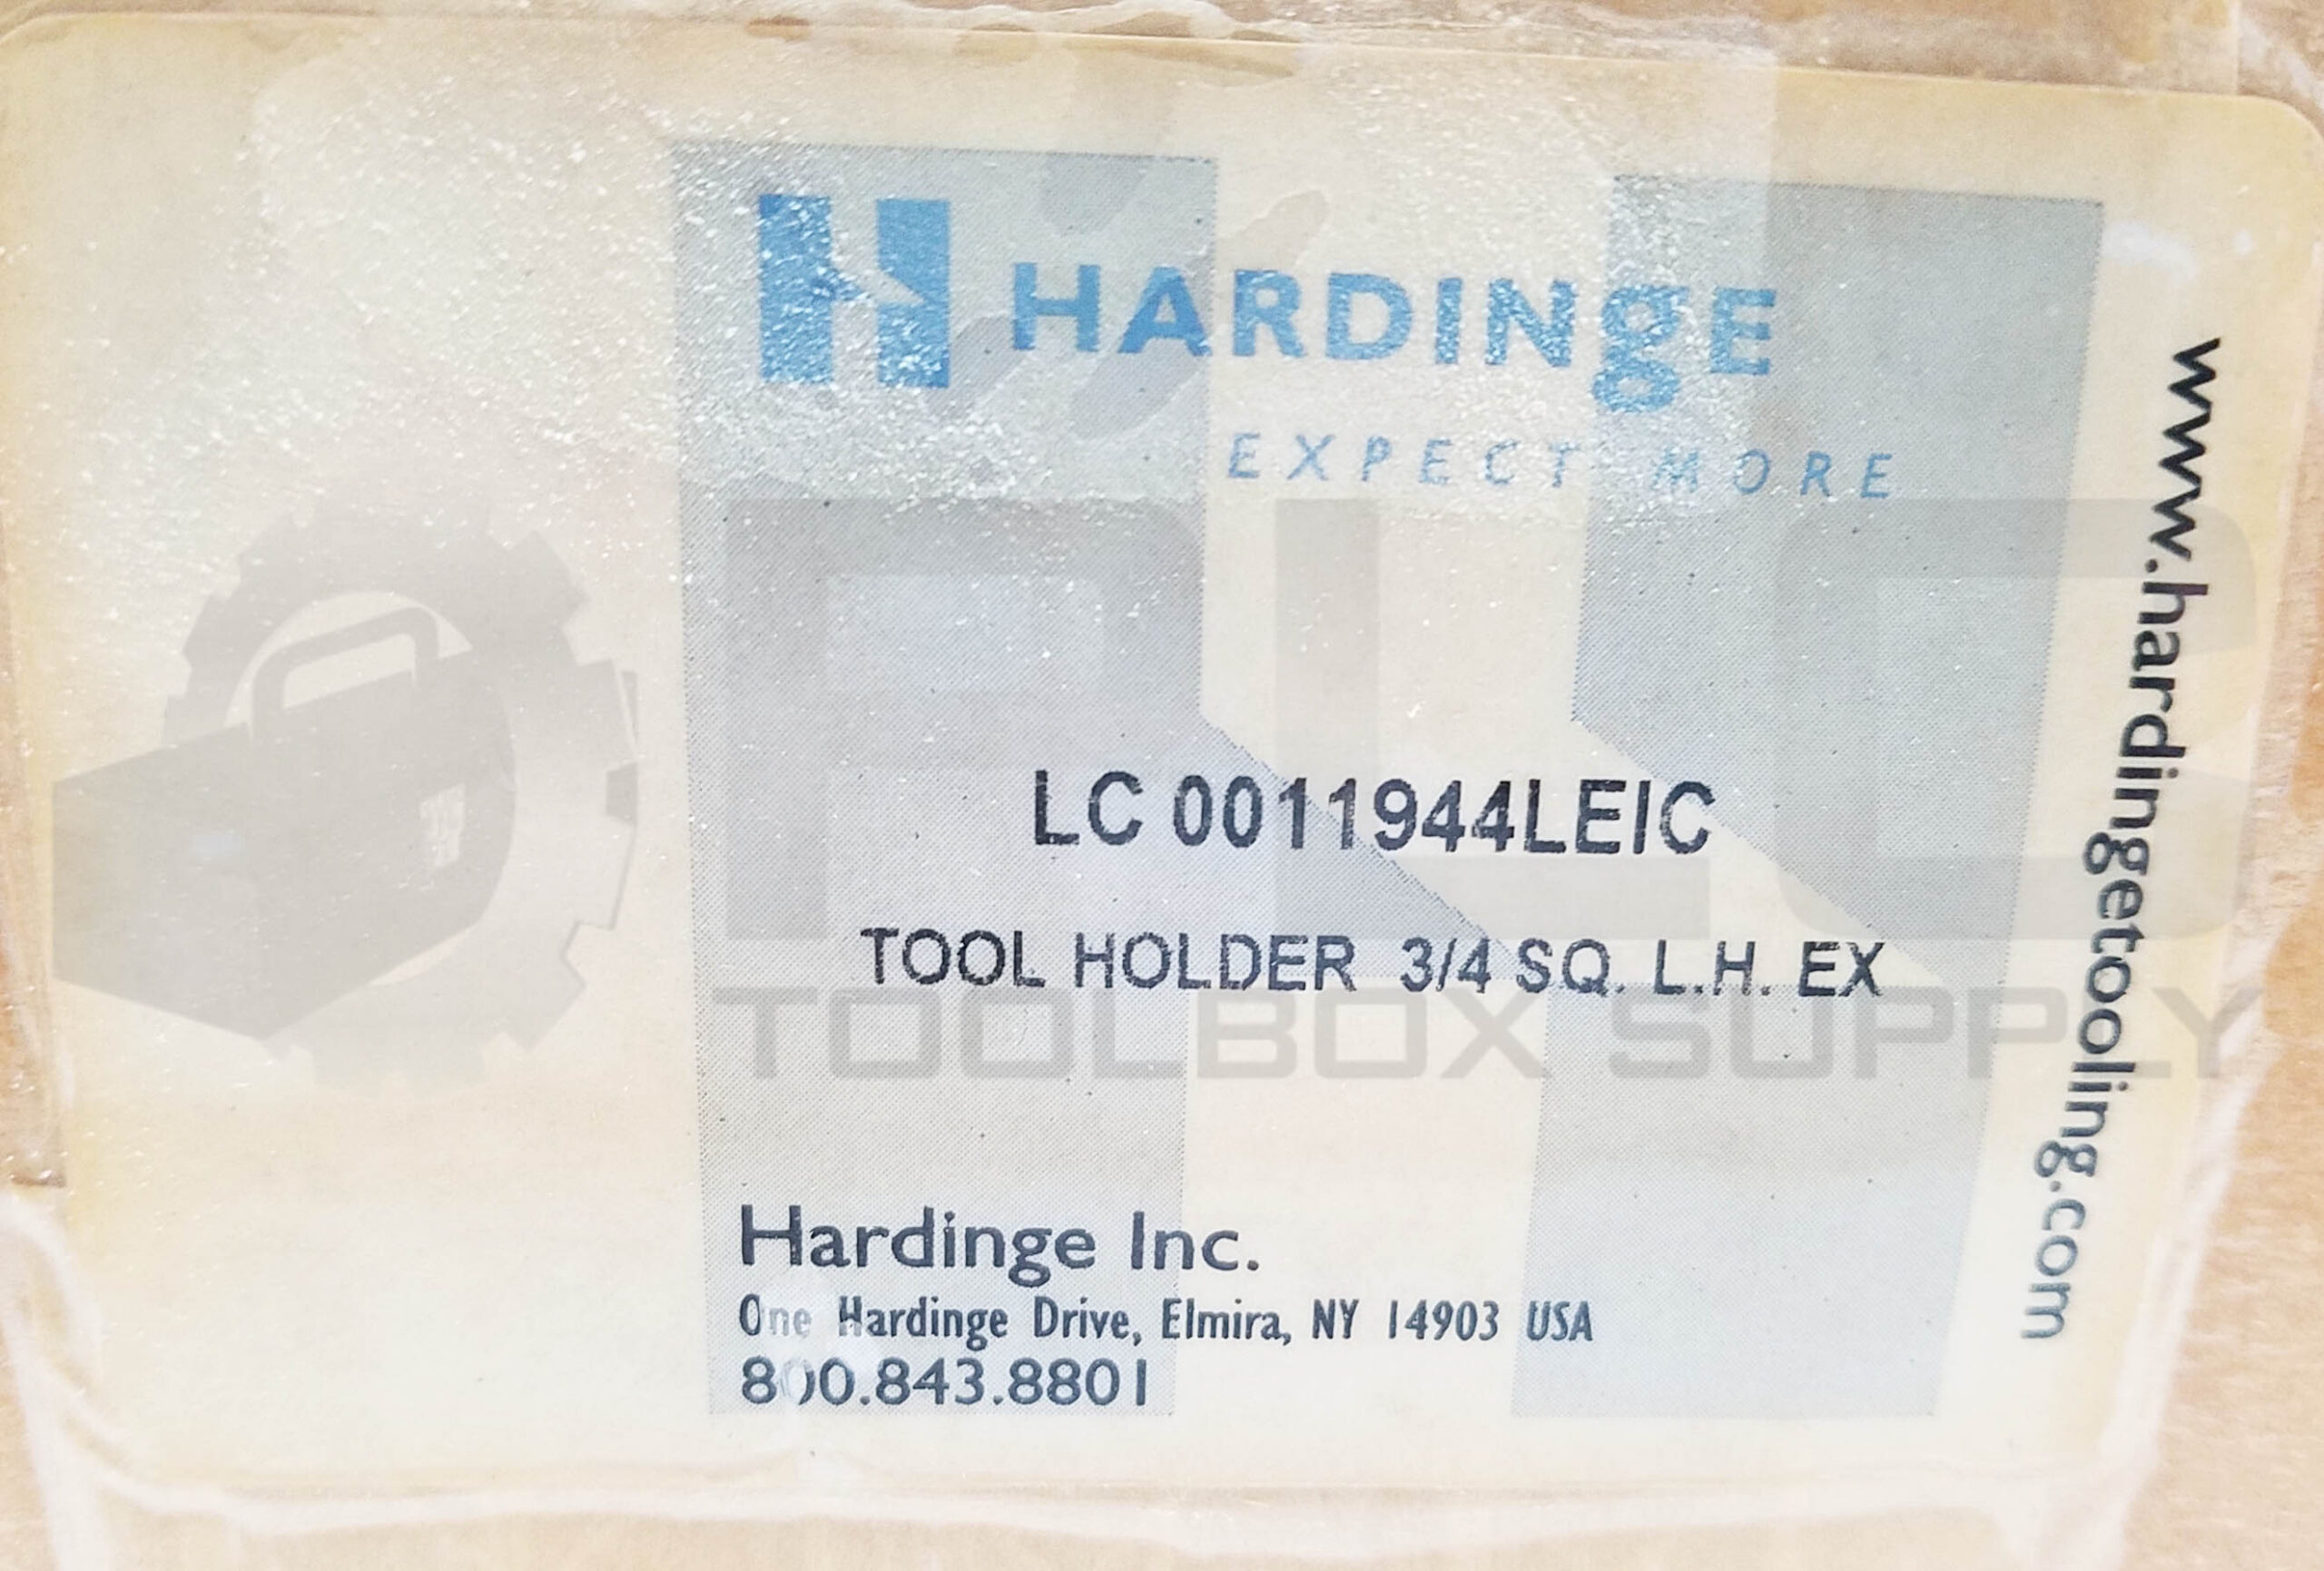 HARDINgE
EXPECT MORE
LC 0011944LEIC
TOOL HOLDER 3/4 SQ. L.H. EX
Hardinge Inc.
One Hardinge Drive, Elmira, NY 14903 USA
800.843.8801
www.hardingetooling.com
PLC
TOOLBOX SUPPLY